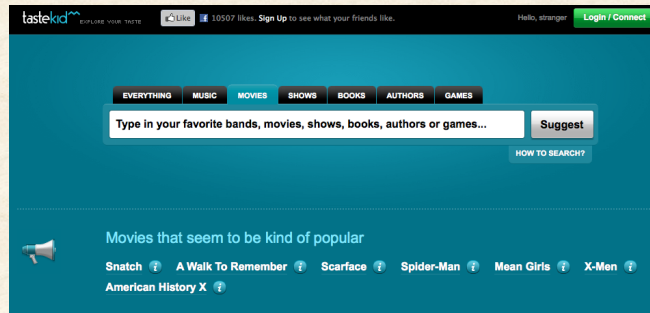 tastekid EXPLORE YOUR TASTE Like 10507 likes. Sign Up to see what your friends like. Hello, stranger Login / Connect
EVERYTHING MUSIC MOVIES SHOWS BOOKS AUTHORS GAMES
Type in your favorite bands, movies, shows, books, authors or games... Suggest
HOW TO SEARCH?
Movies that seem to be kind of popular
Snatch i A Walk To Remember i Scarface i Spider-Man i Mean Girls i X-Men i
American History X i